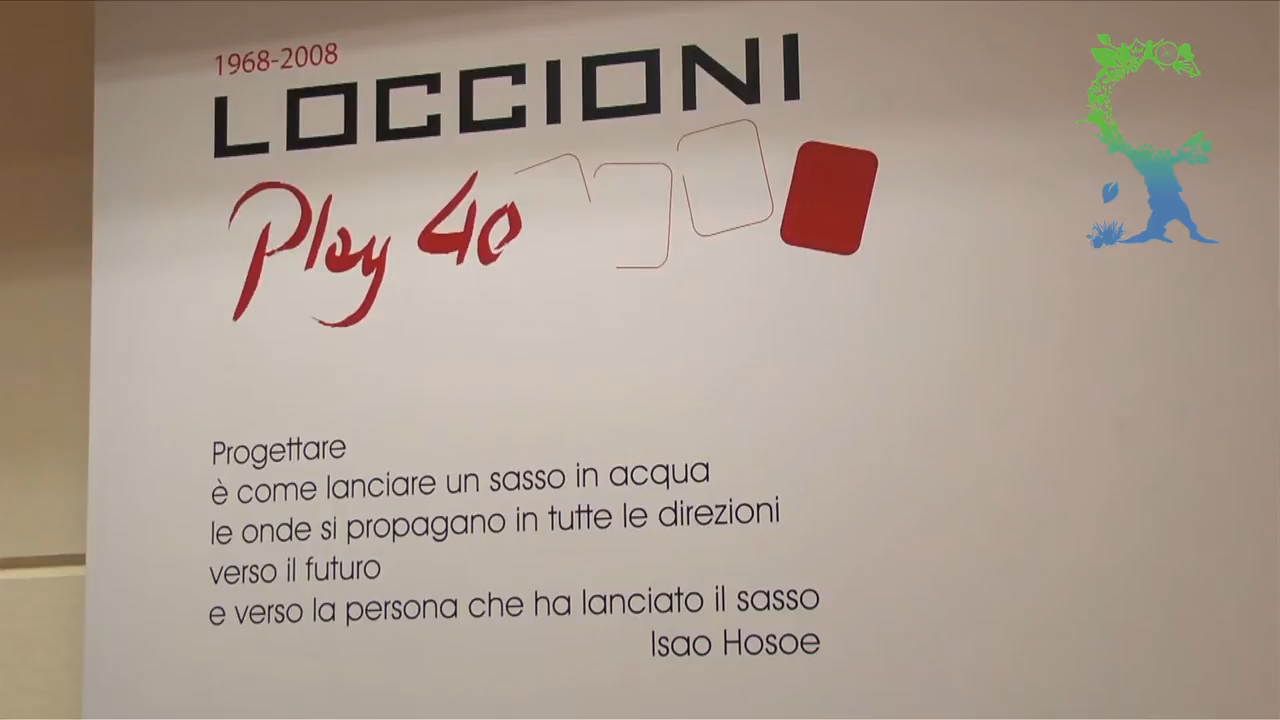 1968-2008
LOCCIONI
Play 40
Progettare
è come lanciare un sasso in acqua
le onde si propagano in tutte le direzioni
verso il futuro
e verso la persona che ha lanciato il sasso
Isao Hosoe